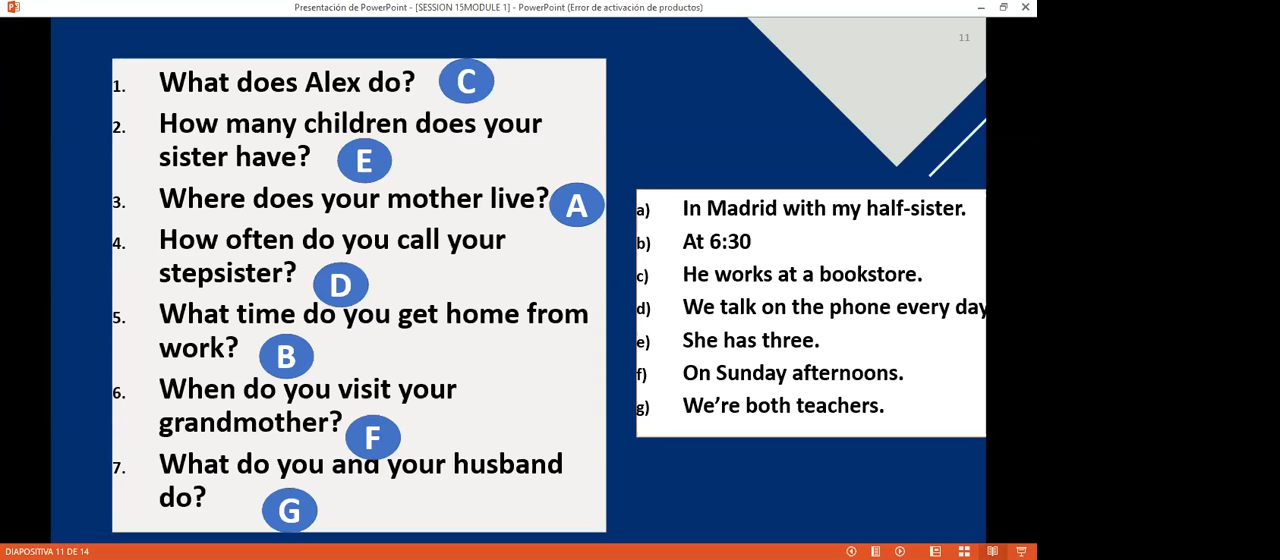 Presentación de PowerPoint - [SESSION 15MODULE 1] - PowerPoint (Error de activación de productos)
11
1. What does Alex do? C
2. How many children does your
sister have? E
3. Where does your mother live? A
4. How often do you call your
stepsister? D
5. What time do you get home from
work? B
6. When do you visit your
grandmother? F
7. What do you and your husband
do? G
a) In Madrid with my half-sister.
b) At 6:30
c) He works at a bookstore.
d) We talk on the phone every day
e) She has three.
f) On Sunday afternoons.
g) We're both teachers.
DIAPOSITIVA 11 DE 14